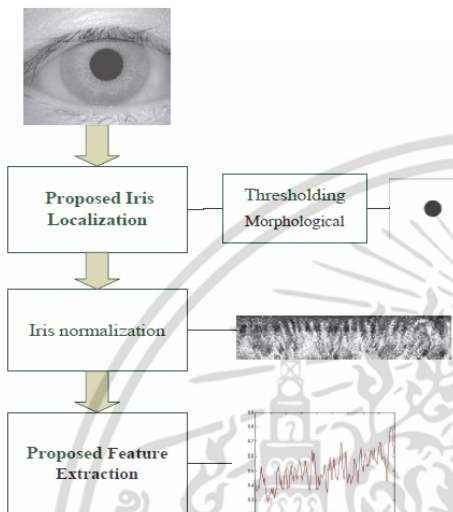 Proposed Iris
Localization
Thresholding
Morphological
Iris normalization
Proposed Feature
Extraction